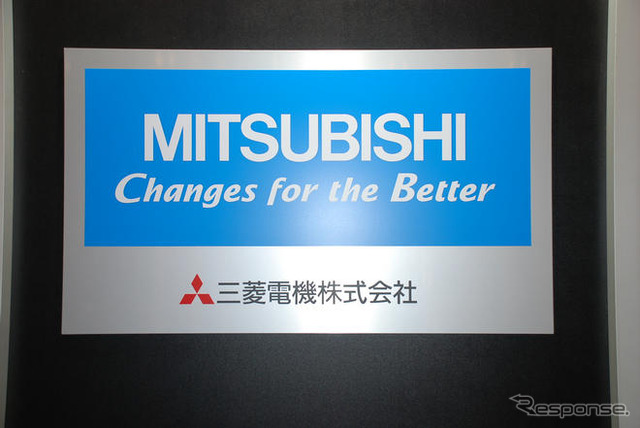 MITSUBISHI
Changes for the Better
三菱電機株式会社
Response.